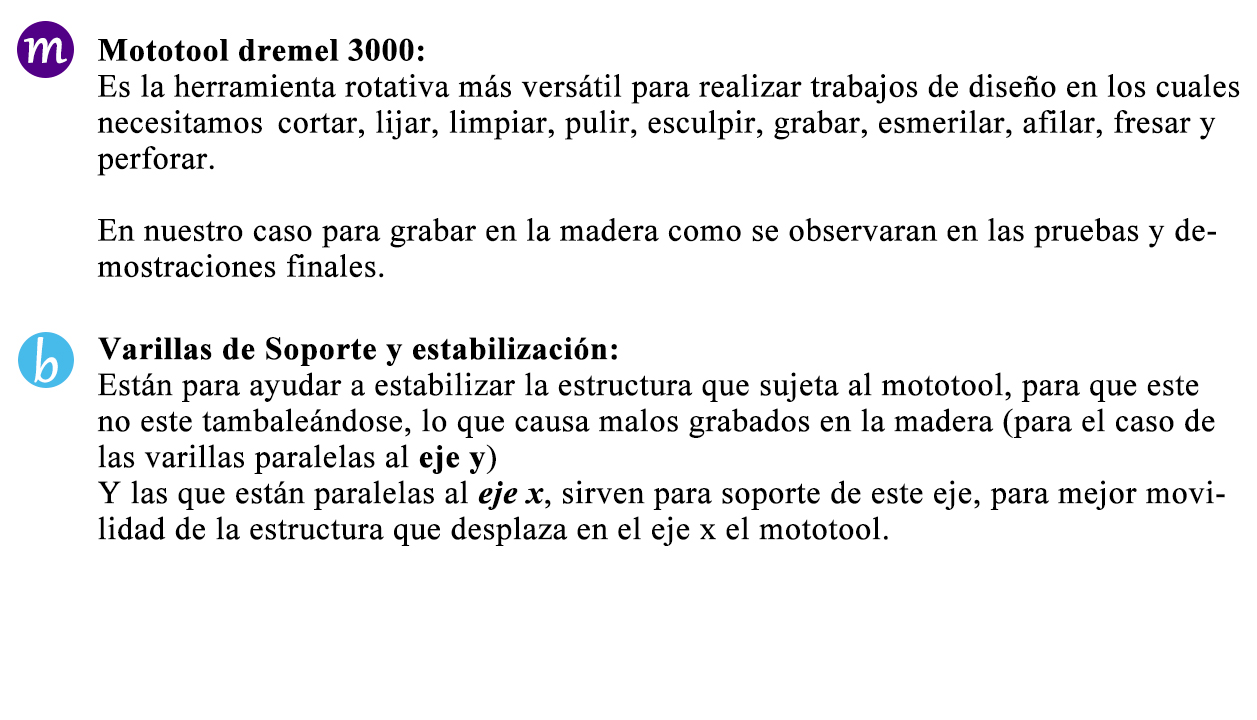 m Mototool dremel 3000:
Es la herramienta rotativa más versátil para realizar trabajos de diseño en los cuales
necesitamos cortar, lijar, limpiar, pulir, esculpir, grabar, esmerilar, afilar, fresar y
perforar.
En nuestro caso para grabar en la madera como se observaran en las pruebas y de-
mostraciones finales.
b Varillas de Soporte y estabilización:
Están para ayudar a estabilizar la estructura que sujeta al mototool, para que este
no este tambaleándose, lo que causa malos grabados en la madera (para el caso de
las varillas paralelas al eje y)
Y las que están paralelas al eje x, sirven para soporte de este eje, para mejor movi-
lidad de la estructura que desplaza en el eje x el mototool.